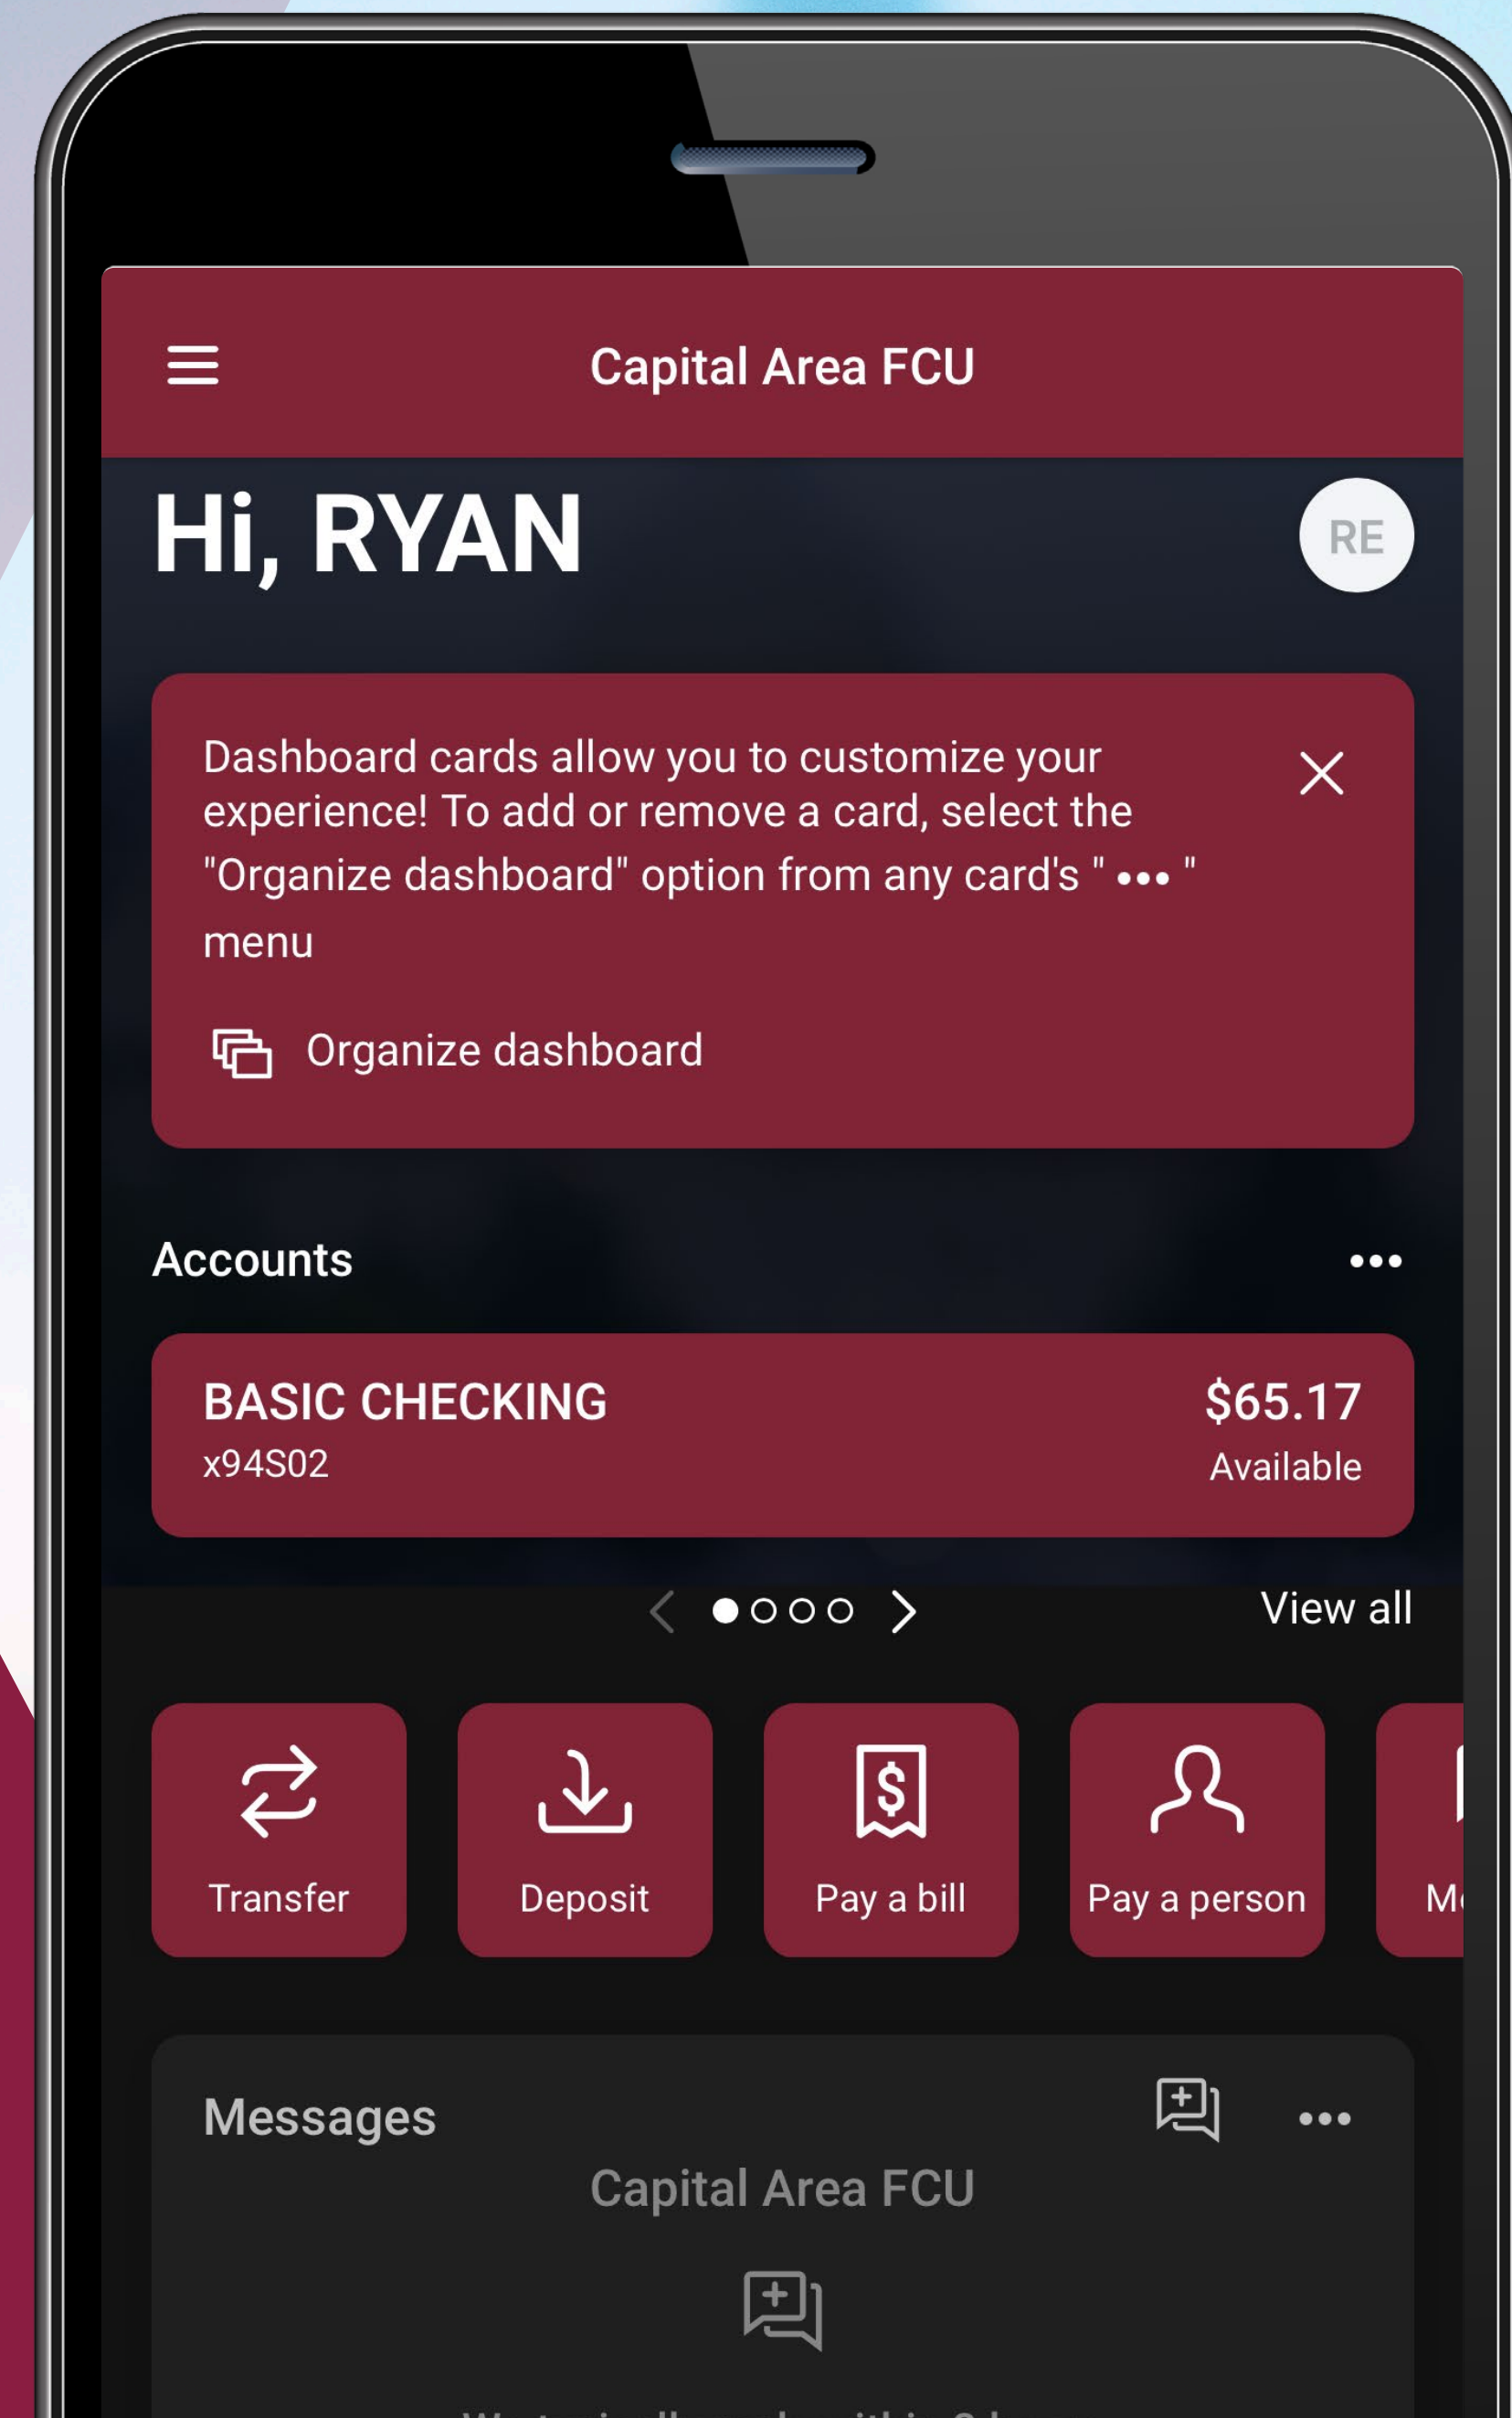 Capital Area FCU
Hi, RYAN
RE
Dashboard cards allow you to customize your
experience! To add or remove a card, select the
"Organize dashboard" option from any card's " ••• "
menu
Organize dashboard
Accounts
•••
BASIC CHECKING
$65.17
x94S02
Available
View all
$
Transfer
Deposit
Pay a bill
Pay a person
Messages
•••
Capital Area FCU